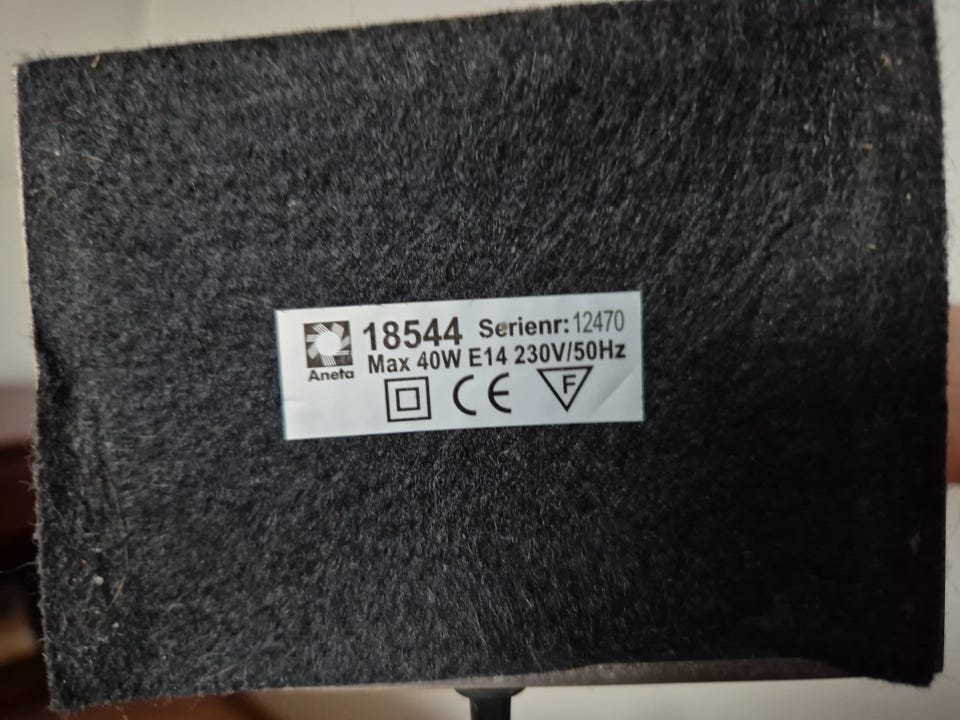 18544 Serienr: 12470
Aneta Max 40W E14 230V/50Hz
CE F